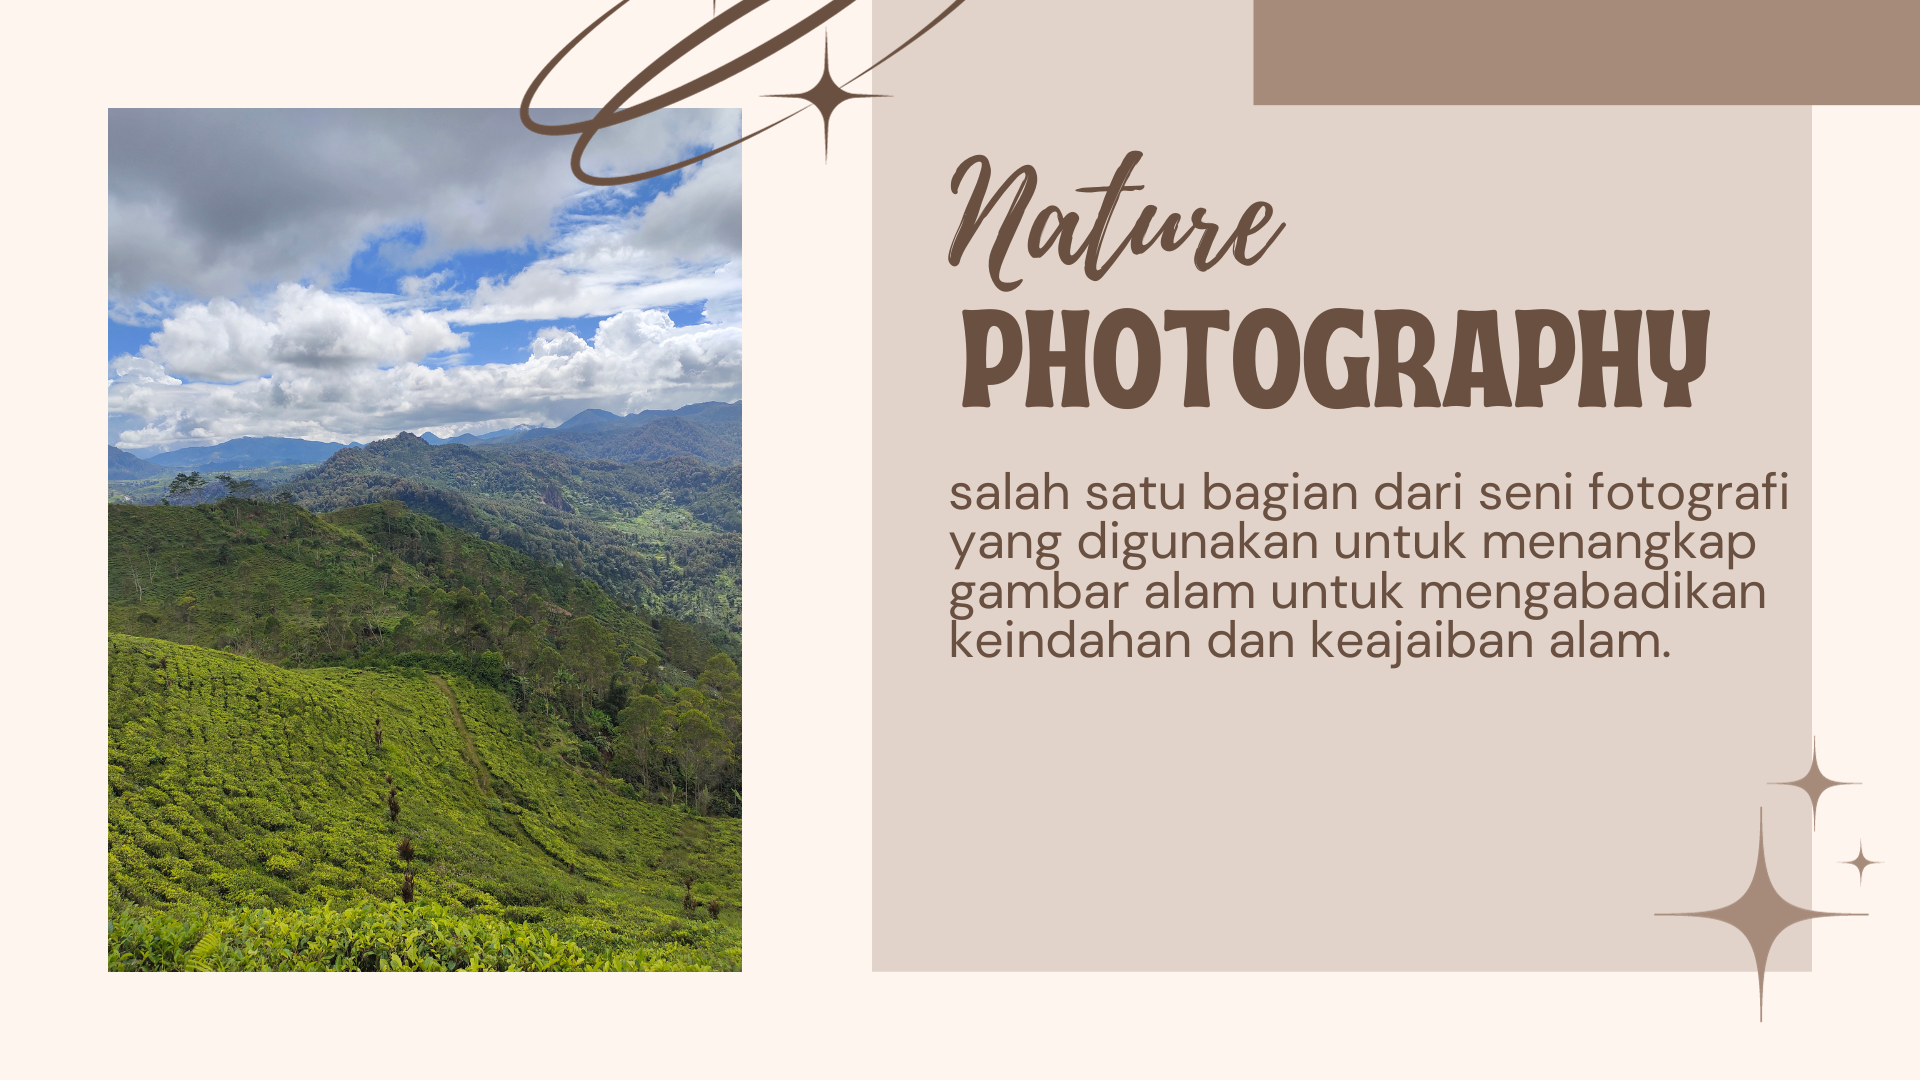 Nature
PHOTOGRAPHY
salah satu bagian dari seni fotografi
yang digunakan untuk menangkap
gambar alam untuk mengabadikan
keindahan dan keajaiban alam.